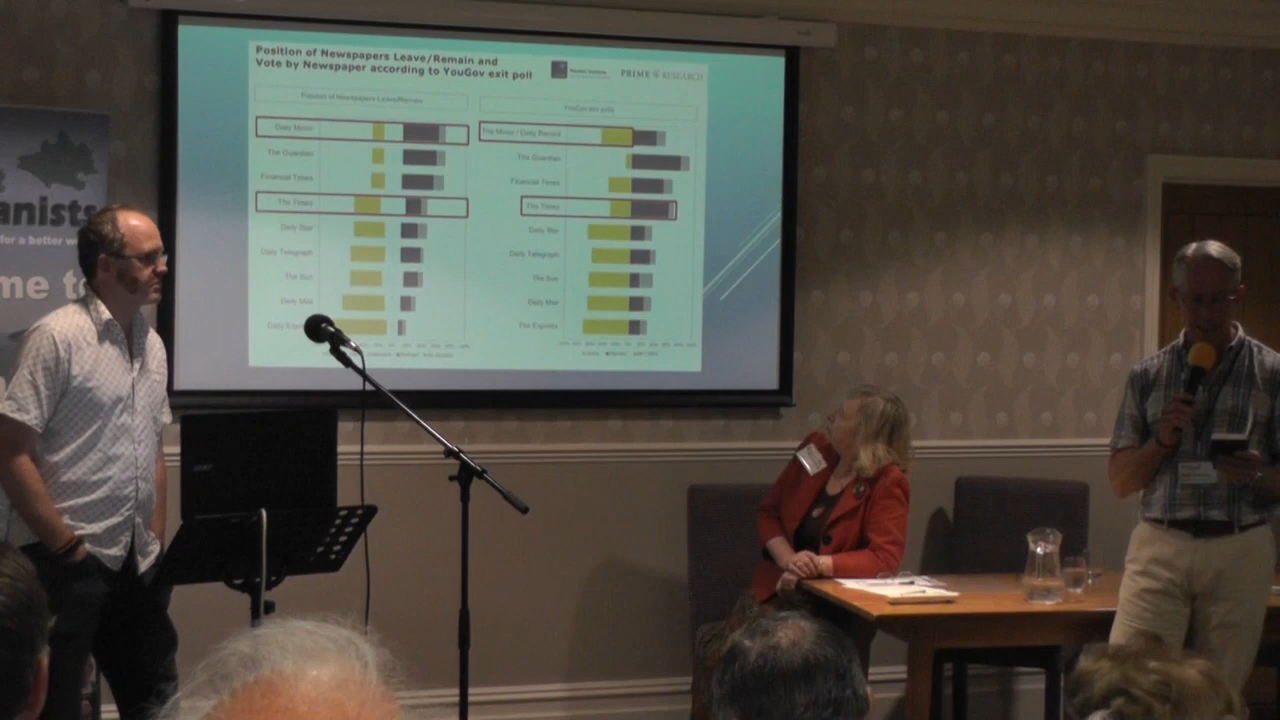 Position of Newspapers Leave/Remain and
Vote by Newspaper according to YouGov exit poll
PRIME RESEARCH
Position of Newspapers Leave/Remain
YouGov exit polls
Daily Mirror
The Mirror / Daily Record
The Guardian
The Guardian
Financial Times
Financial Times
The Times
The Times
Daily Star
Daily Star
Daily Telegraph
Daily Telegraph
The Sun
The Sun
Daily Mail
Daily Mail
Daily
The Express
anists
for a better w
me to